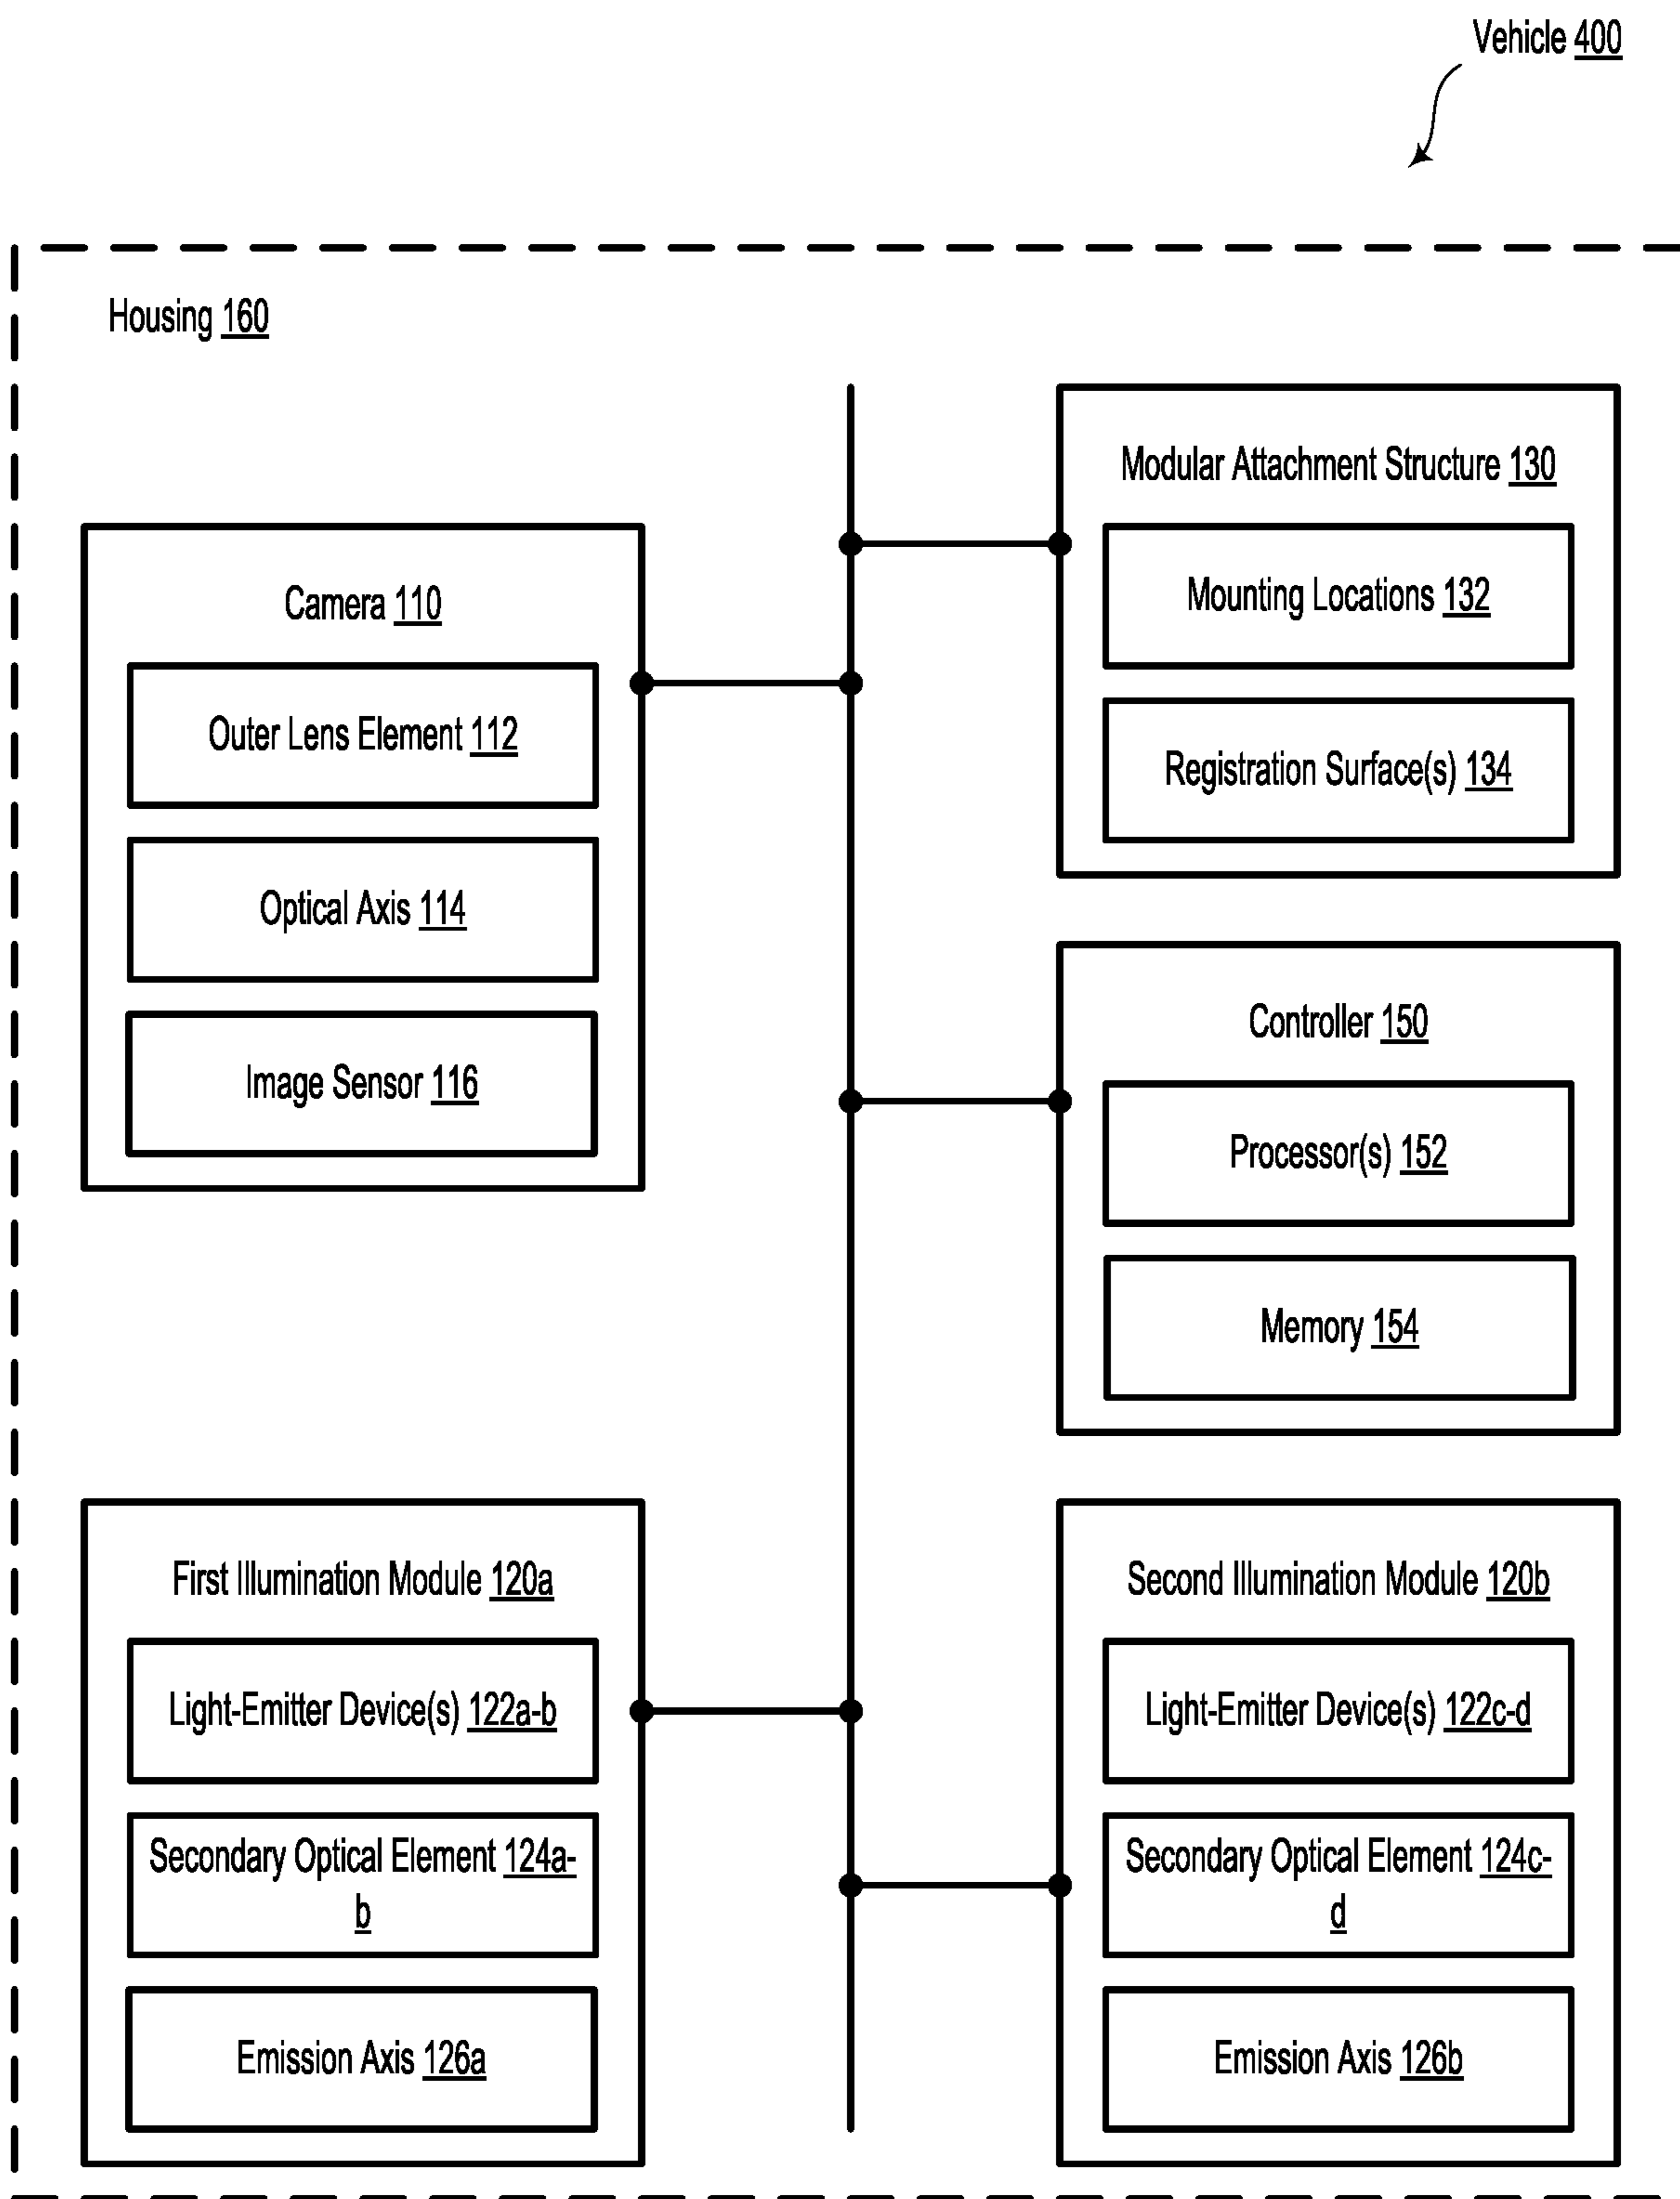 Vehicle 400
Housing 160
Camera 110
Outer Lens Element 112
Optical Axis 114
Image Sensor 116
Modular Attachment Structure 130
Mounting Locations 132
Registration Surface(s) 134
Controller 150
Processor(s) 152
Memory 154
First Illumination Module 120a
Light-Emitter Device(s) 122a-b
Secondary Optical Element 124a-
b
Emission Axis 126a
Second Illumination Module 120b
Light-Emitter Device(s) 122c-d
Secondary Optical Element 124c-
d
Emission Axis 126b